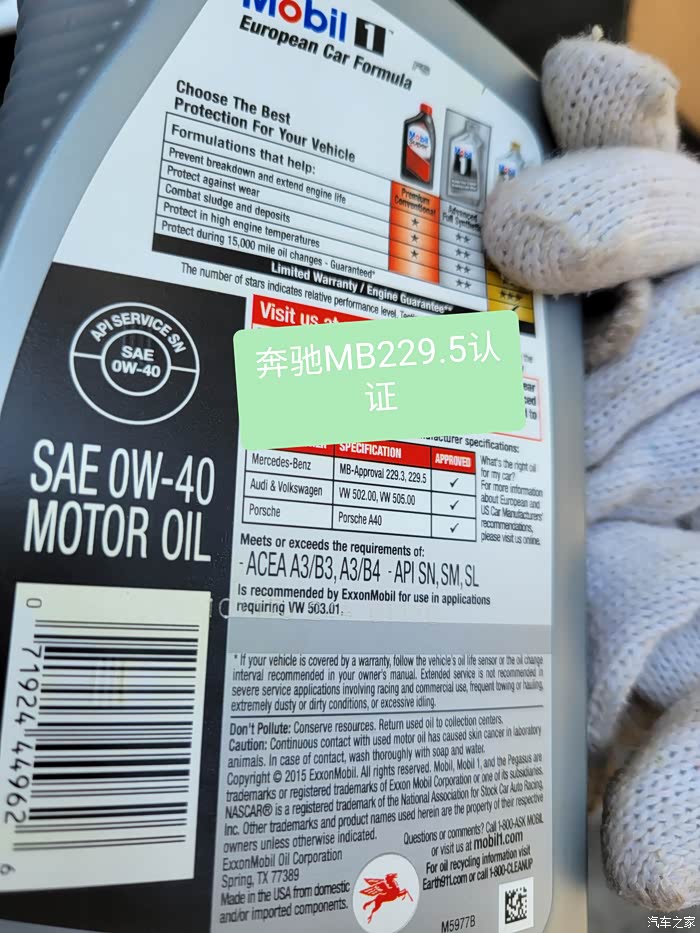 Mobil 1
European Car Formula
Choose The Best
Protection For Your Vehicle
Formulations that help:
Prevent breakdown and extend engine life
Protect against wear
Combat sludge and deposits
Protect in high engine temperatures
Protect during 15,000 mile oil changes - Guaranteed*
Mobil
Super
Mobil
1
Premium
Conventional
★
★
★
★
Advanced
Full Synthetic
★★
★★
★★
★★
★★★
Limited Warranty / Engine Guarantee**
The number of stars indicates relative performance level.
Visit us at
奔驰MB229.5认
证
API SERVICE SN
SAE
0W-40
SAE 0W-40
MOTOR OIL
specifications:
SPECIFICATION APPROVED
Mercedes-Benz MB-Approval 229.3, 229.5 ✓
Audi & Volkswagen VW 502.00, VW 505.00 ✓
Porsche Porsche A40 ✓
What's the right oil
for my car?
For more information
about European and
US Car Manufacturers'
recommendations,
please visit us online.
Meets or exceeds the requirements of:
- ACEA A3/B3, A3/B4 - API SN, SM, SL
Is recommended by ExxonMobil for use in applications
requiring VW 503.01.
* If your vehicle is covered by a warranty, follow the vehicle's oil life sensor or the oil change
interval recommended in your owner's manual. Extended service is not recommended in
severe service applications involving racing and commercial use, frequent towing or hauling,
extremely dusty or dirty conditions, or excessive idling.
Don't Pollute: Conserve resources. Return used oil to collection centers.
Caution: Continuous contact with used motor oil has caused skin cancer in laboratory
animals. In case of contact, wash thoroughly with soap and water.
Copyright © 2015 ExxonMobil. All rights reserved. Mobil, Mobil 1, and the Pegasus are
trademarks or registered trademarks of Exxon Mobil Corporation or one of its subsidiaries.
NASCAR® is a registered trademark of the National Association for Stock Car Auto Racing,
Inc. Other trademarks and product names used herein are the property of their respective
owners unless otherwise indicated.
ExxonMobil Oil Corporation
Spring, TX 77389
Made in the USA from domestic
and/or imported components.
Questions or comments? Call 1-800-ASK MOBIL
or visit us at mobil1.com
For oil recycling information visit
Earth911.com or call 1-800-CLEANUP
M5977B
0 71924 44962 6
汽车之家